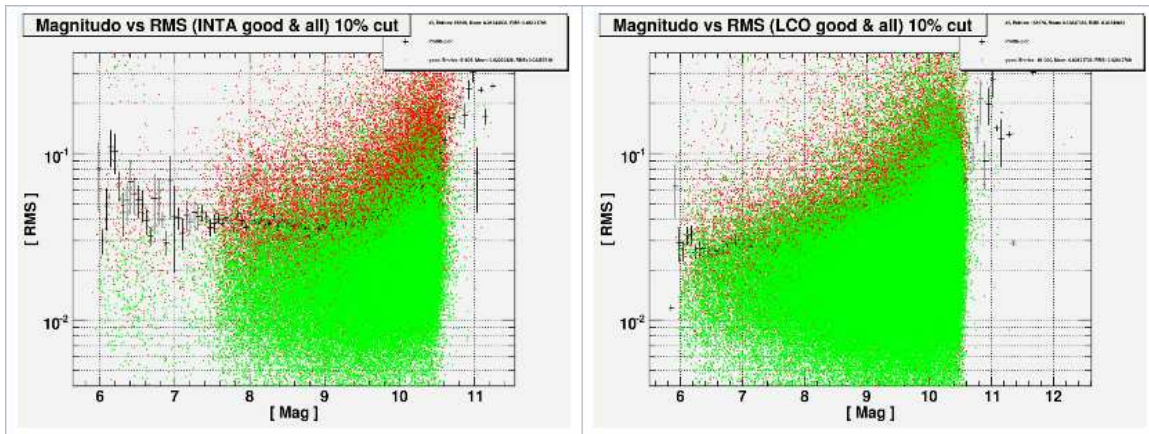 Magnitudo vs RMS (INTA good & all) 10% cut
[ RMS ]
10-1
10-2
6 7 8 9 10 11
[ Mag ]
Magnitudo vs RMS (LCO good & all) 10% cut
[ RMS ]
10-1
10-2
6 7 8 9 10 11 12
[ Mag ]